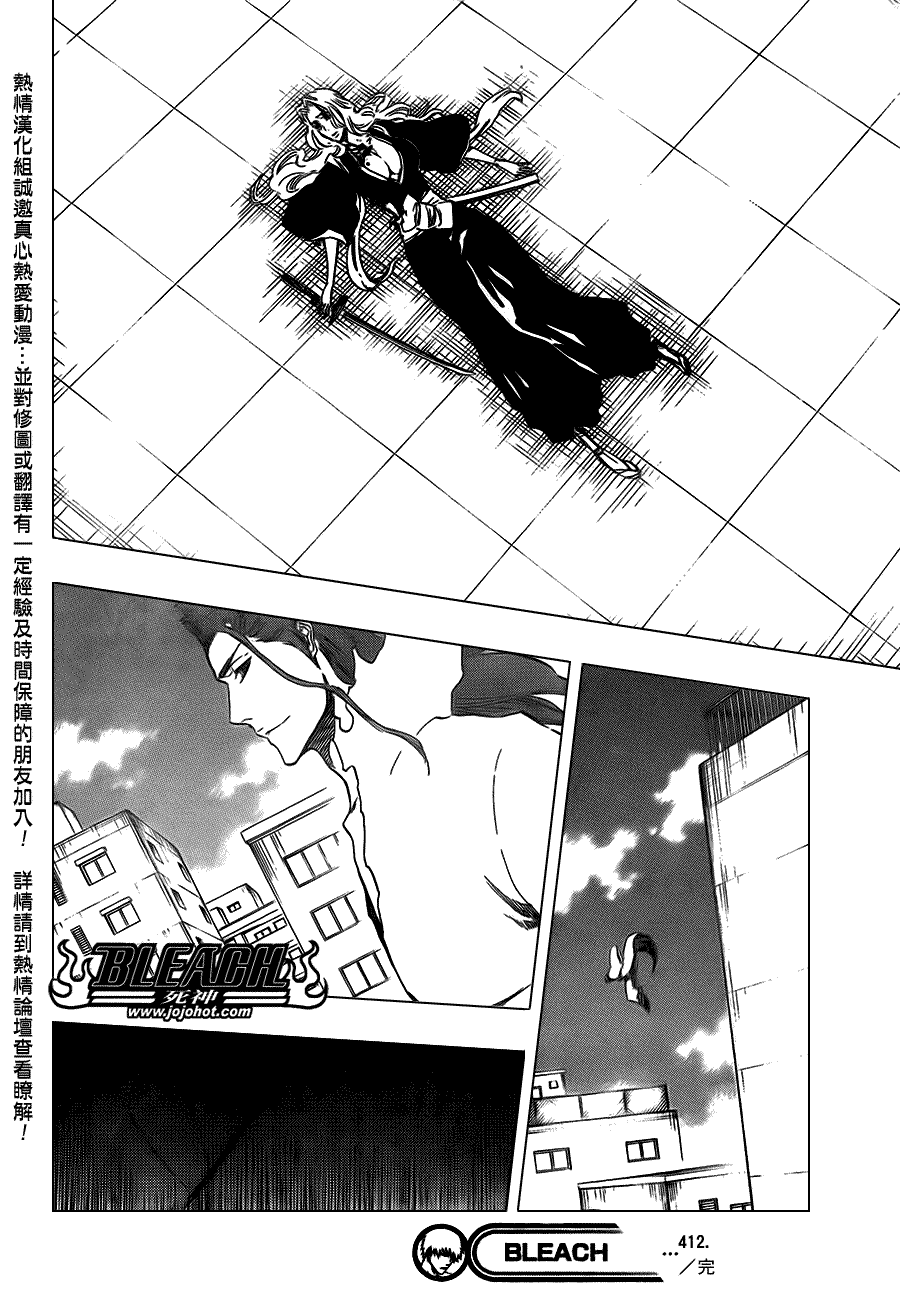 熱情漢化組誠邀真心熱愛動漫…並對修圖或翻譯有一定經驗及時間保障的朋友加入！ 詳情請到熱情論壇查看瞭解！
BLEACH
死神
www.jojohot.com
BLEACH
...412.
／完